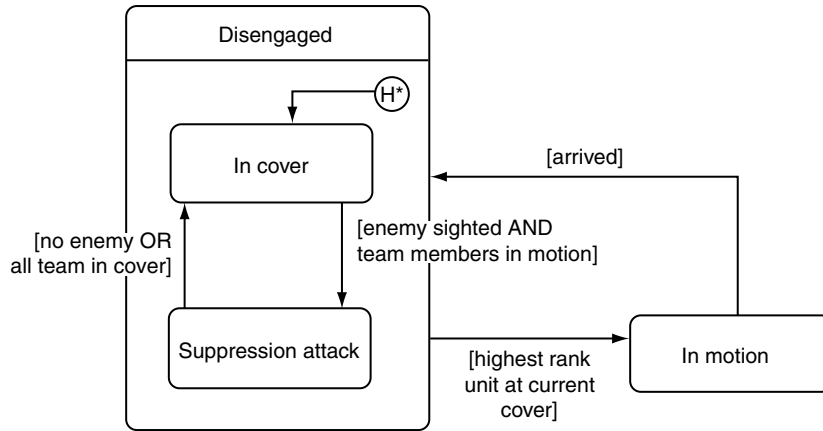 Disengaged
H*
In cover
[arrived]
[no enemy OR
all team in cover]
[enemy sighted AND
team members in motion]
Suppression attack
In motion
[highest rank
unit at current
cover]